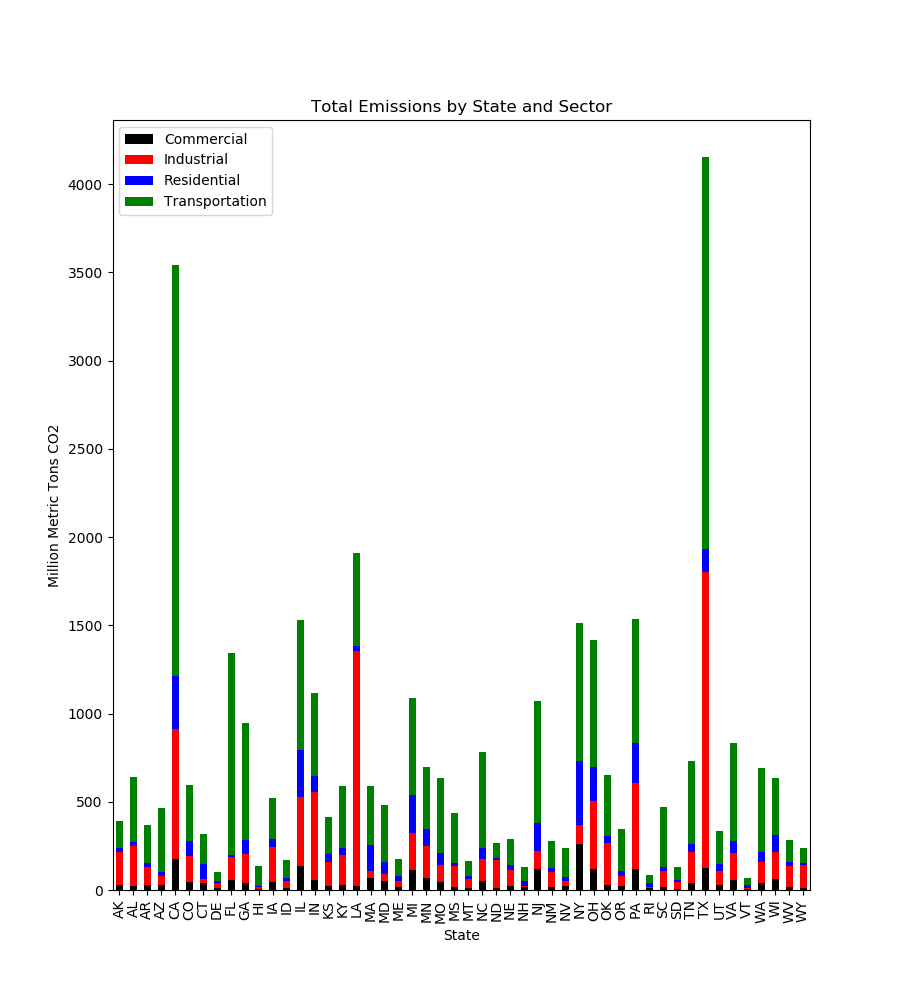 Total Emissions by State and Sector
Commercial
Industrial
Residential
Transportation
4000
3500
3000
2500
2000
1500
1000
500
0
Million Metric Tons CO2
AK AL AR AZ CA CO CT DE FL GA HI IA ID IL IN KS KY LA MA MD ME MI MN MO MS MT NC ND NE NH NJ NM NV NY OH OK OR PA RI SC SD TN TX UT VA VT WA WI WV WY
State